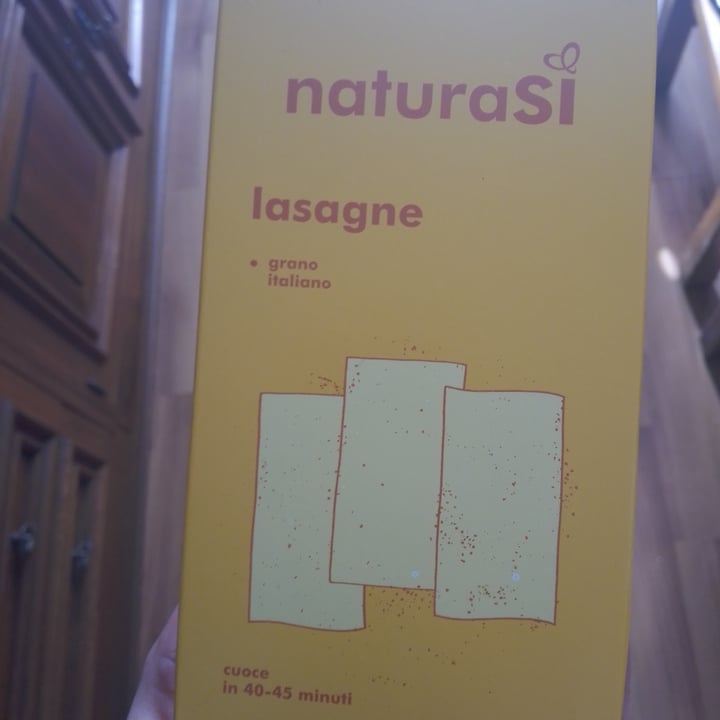 naturaSì
lasagne
• grano
italiano
cuoce
in 40-45 minuti